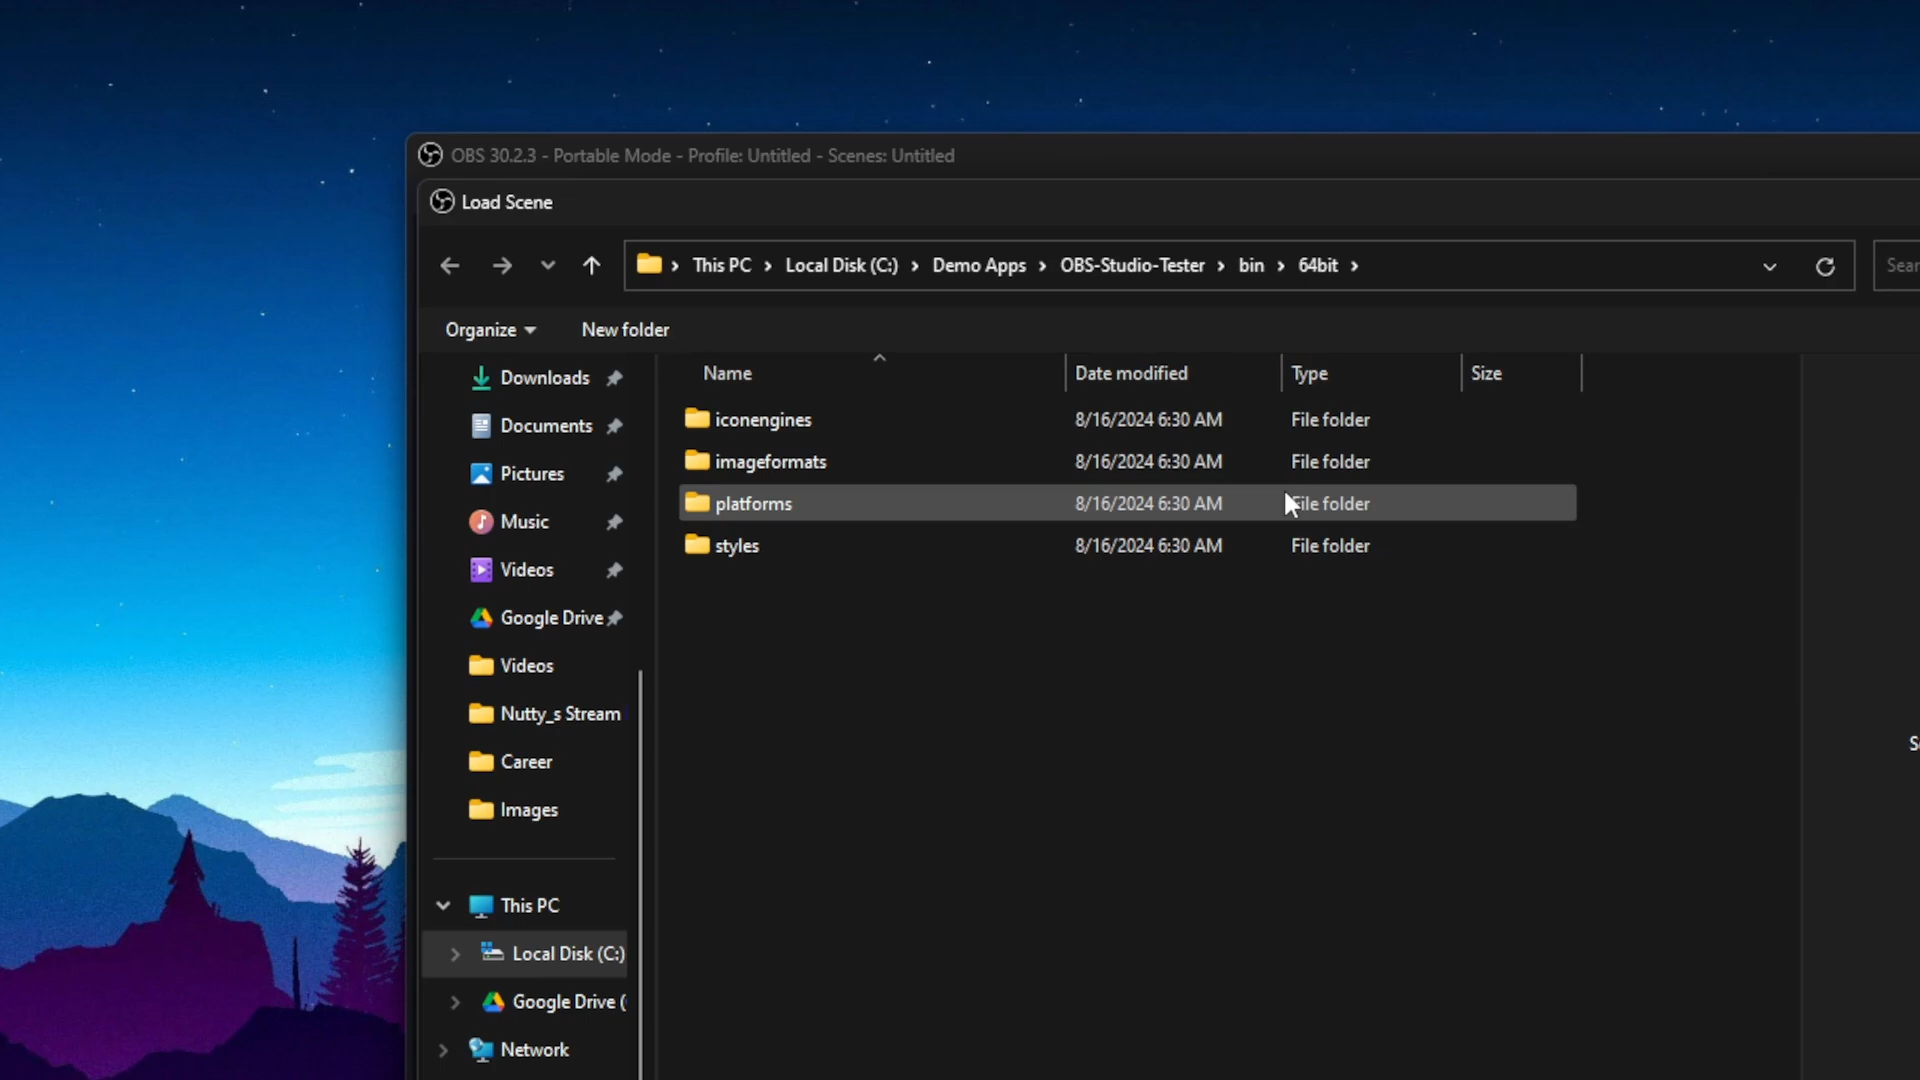 OBS 30.2.3 - Portable Mode - Profile: Untitled - Scenes: Untitled
Load Scene
This PC > Local Disk (C:) > Demo Apps > OBS-Studio-Tester > bin > 64bit >
Sear
Organize
New folder
Name
Date modified
Type
Size
Downloads
Documents
Pictures
Music
Videos
Google Drive
Videos
Nutty_s Stream
Career
Images
This PC
Local Disk (C:)
Google Drive (
Network
iconengines 8/16/2024 6:30 AM File folder
imageformats 8/16/2024 6:30 AM File folder
platforms 8/16/2024 6:30 AM File folder
styles 8/16/2024 6:30 AM File folder